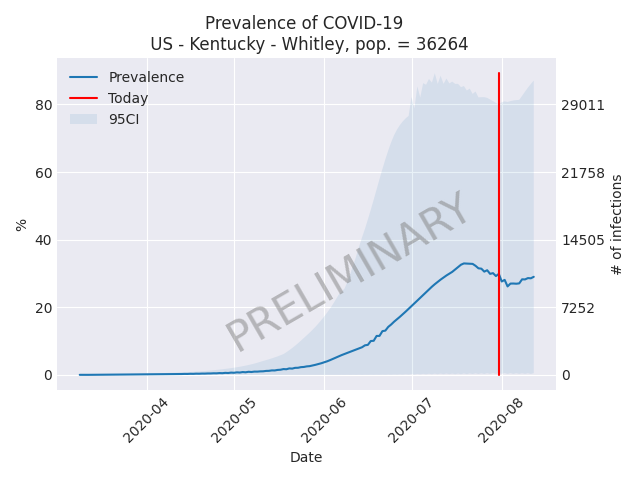 Prevalence of COVID-19
US - Kentucky - Whitley, pop. = 36264
Prevalence
Today
95CI
80
60
40
20
0
%
29011
21758
14505
7252
0
# of infections
PRELIMINARY
2020-04
2020-05
2020-06
2020-07
2020-08
Date